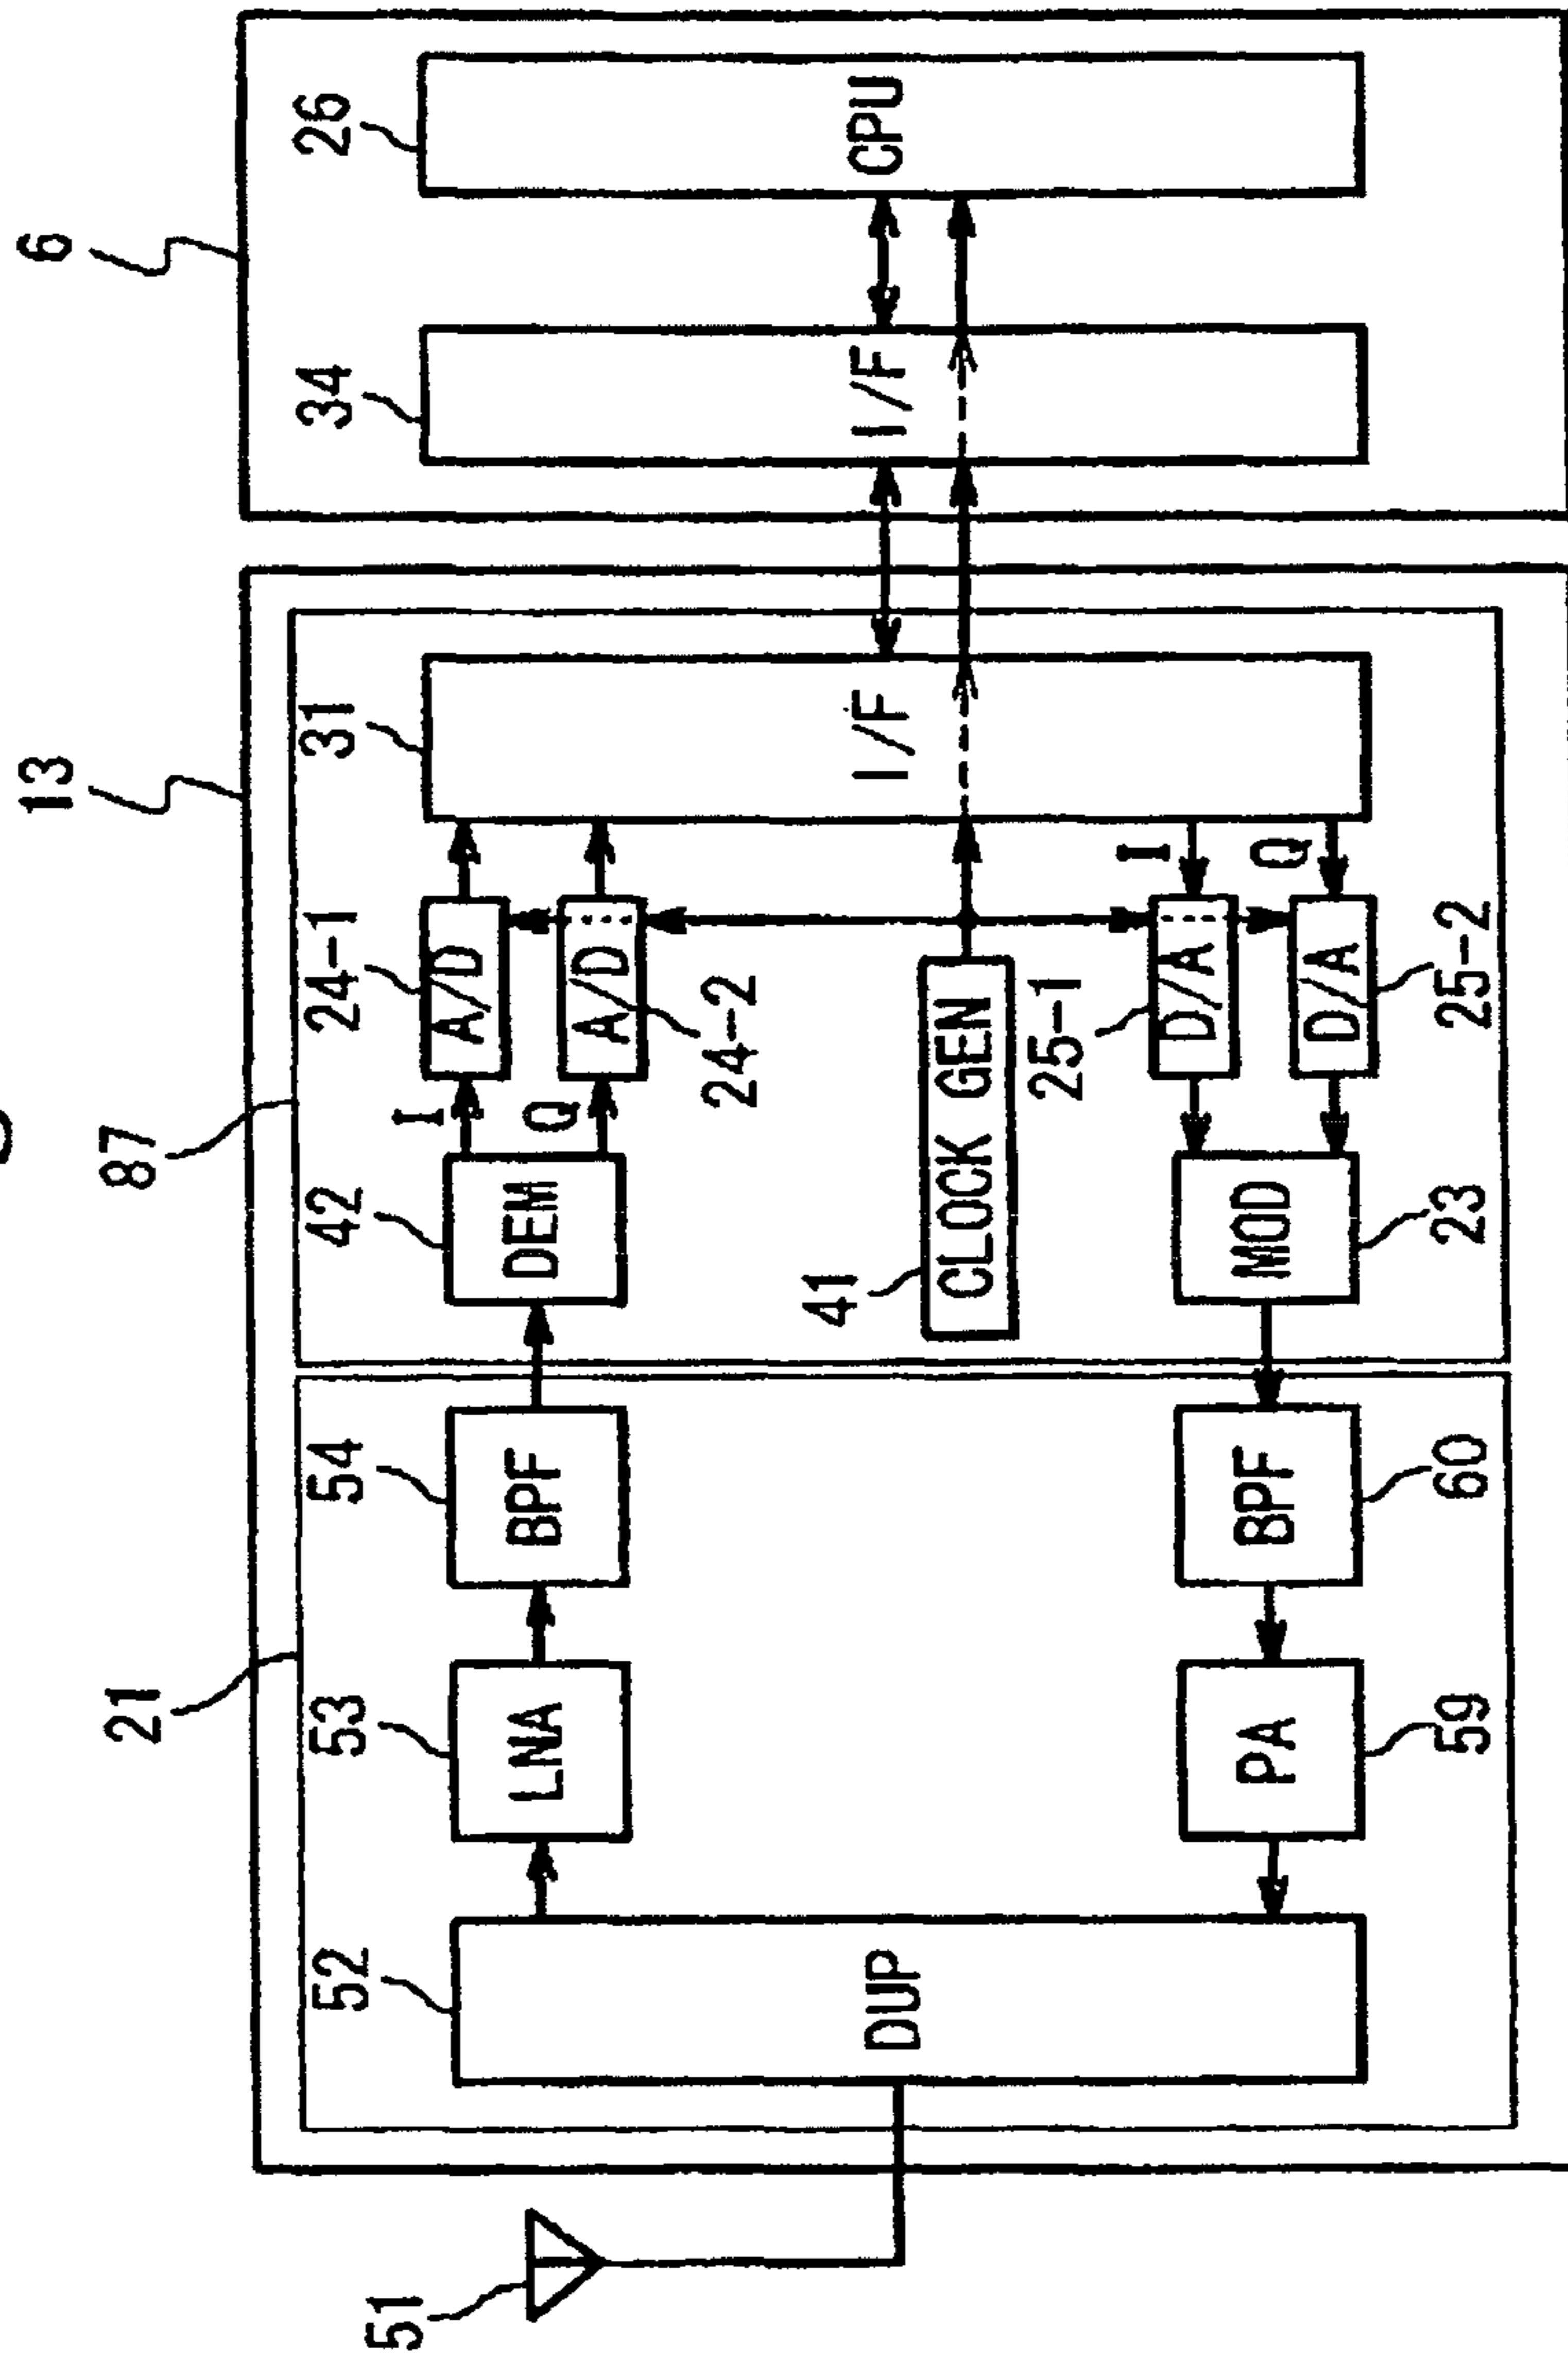 13
6
87
21
51
52
53
54
42
24-1
31
34
26
DUP
LNA
BPF
DEM
I
Q
A/D
A/D
24-2
41
CLOCK GEN
I/F
I/F
CPU
25-1
I
Q
D/A
D/A
25-2
PA
BPF
MOD
59
60
23